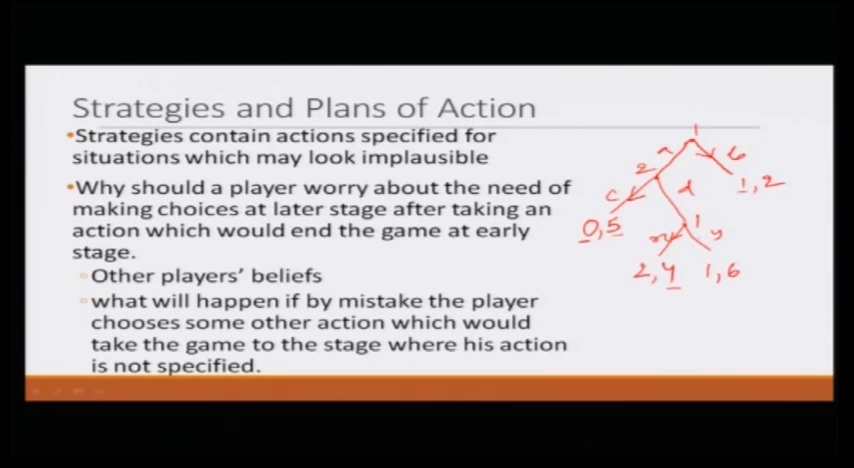 Strategies and Plans of Action
•Strategies contain actions specified for
situations which may look implausible
•Why should a player worry about the need of
making choices at later stage after taking an
action which would end the game at early
stage.
◦Other players' beliefs
◦what will happen if by mistake the player
chooses some other action which would
take the game to the stage where his action
is not specified.
1
a b
2
c d 1,2
0,5 1
x y
2,4 1,6